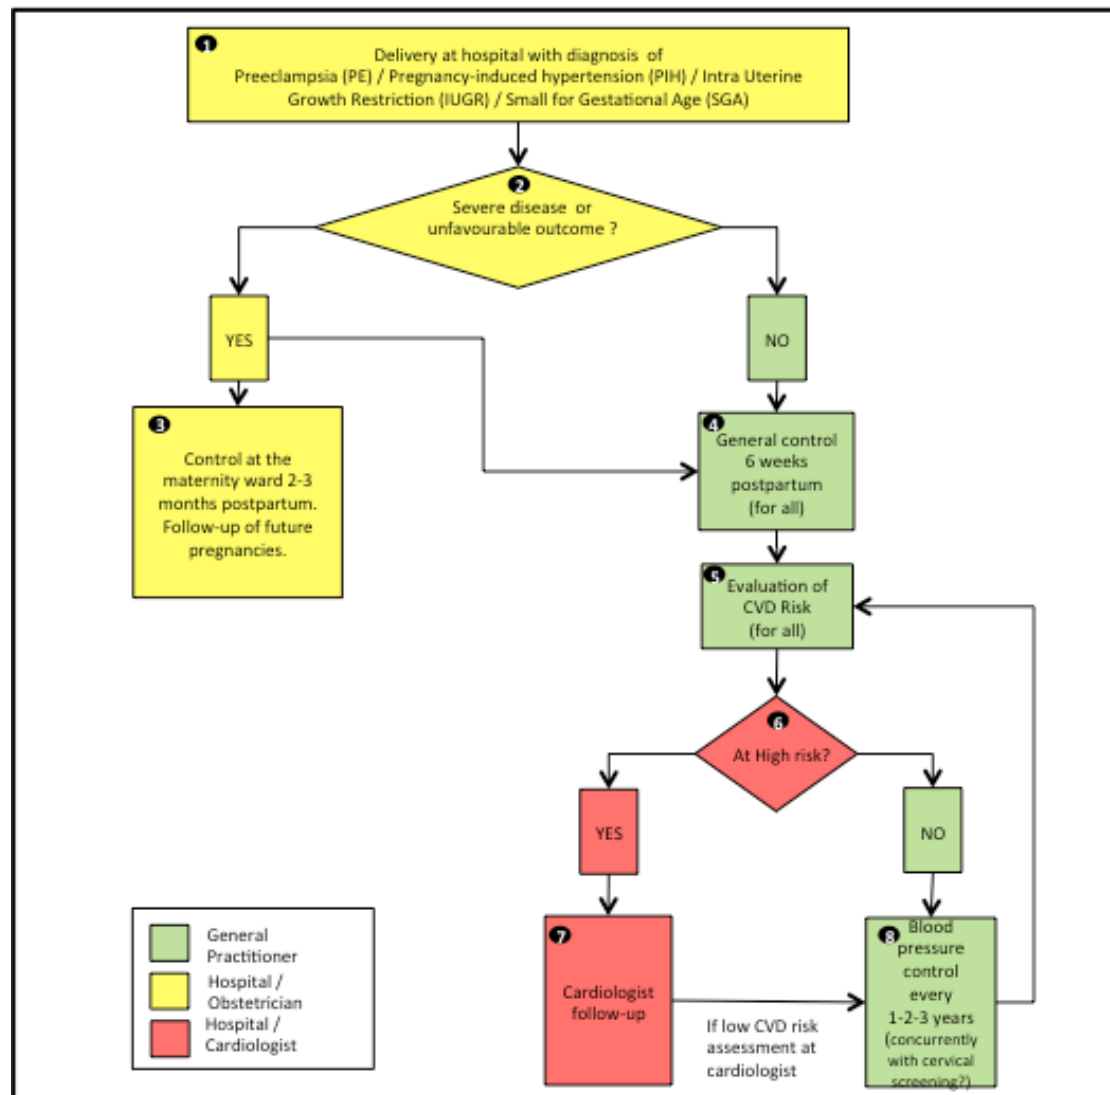 1
Delivery at hospital with diagnosis of
Preeclampsia (PE) / Pregnancy-induced hypertension (PIH) / Intra Uterine
Growth Restriction (IUGR) / Small for Gestational Age (SGA)
2
Severe disease or
unfavourable outcome ?
YES
NO
3
Control at the
maternity ward 2-3
months postpartum.
Follow-up of future
pregnancies.
4
General control
6 weeks
postpartum
(for all)
5
Evaluation of
CVD Risk
(for all)
6
At High risk?
YES
NO
7
Cardiologist
follow-up
If low CVD risk
assessment at
cardiologist
8
Blood
pressure
control
every
1-2-3 years
(concurrently
with cervical
screening?)
General
Practitioner
Hospital /
Obstetrician
Hospital /
Cardiologist